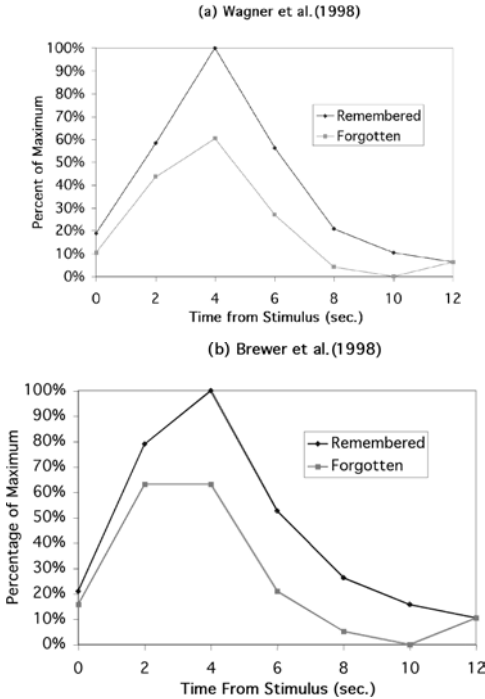 (a) Wagner et al.(1998)
Percent of Maximum
100%
90%
80%
70%
60%
50%
40%
30%
20%
10%
0%
Remembered
Forgotten
0 2 4 6 8 10 12
Time from Stimulus (sec.)
(b) Brewer et al.(1998)
Percentage of Maximum
100%
90%
80%
70%
60%
50%
40%
30%
20%
10%
0%
Remembered
Forgotten
0 2 4 6 8 10 12
Time From Stimulus (sec.)